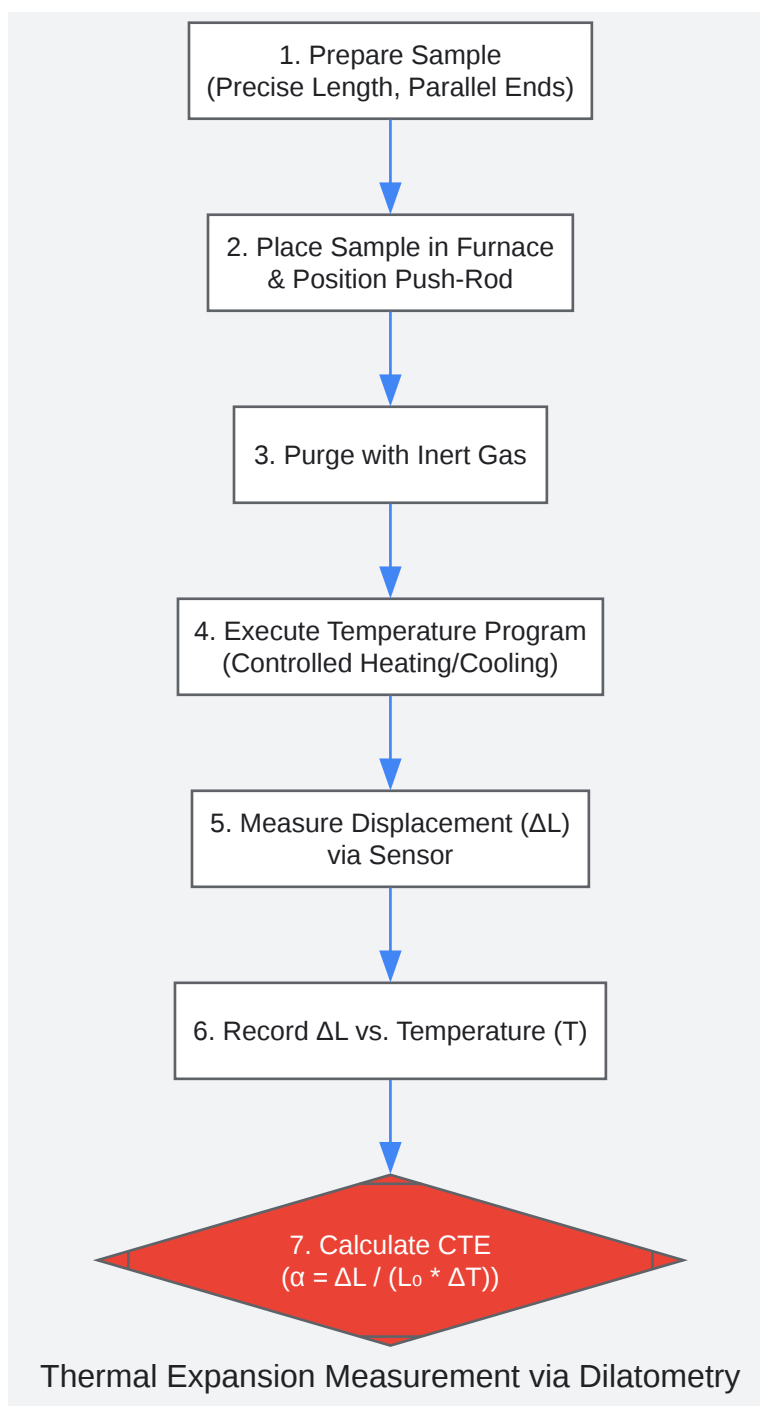 1. Prepare Sample
(Precise Length, Parallel Ends)
2. Place Sample in Furnace
& Position Push-Rod
3. Purge with Inert Gas
4. Execute Temperature Program
(Controlled Heating/Cooling)
5. Measure Displacement (ΔL)
via Sensor
6. Record ΔL vs. Temperature (T)
7. Calculate CTE
(α = ΔL / (L₀ * ΔT))
Thermal Expansion Measurement via Dilatometry